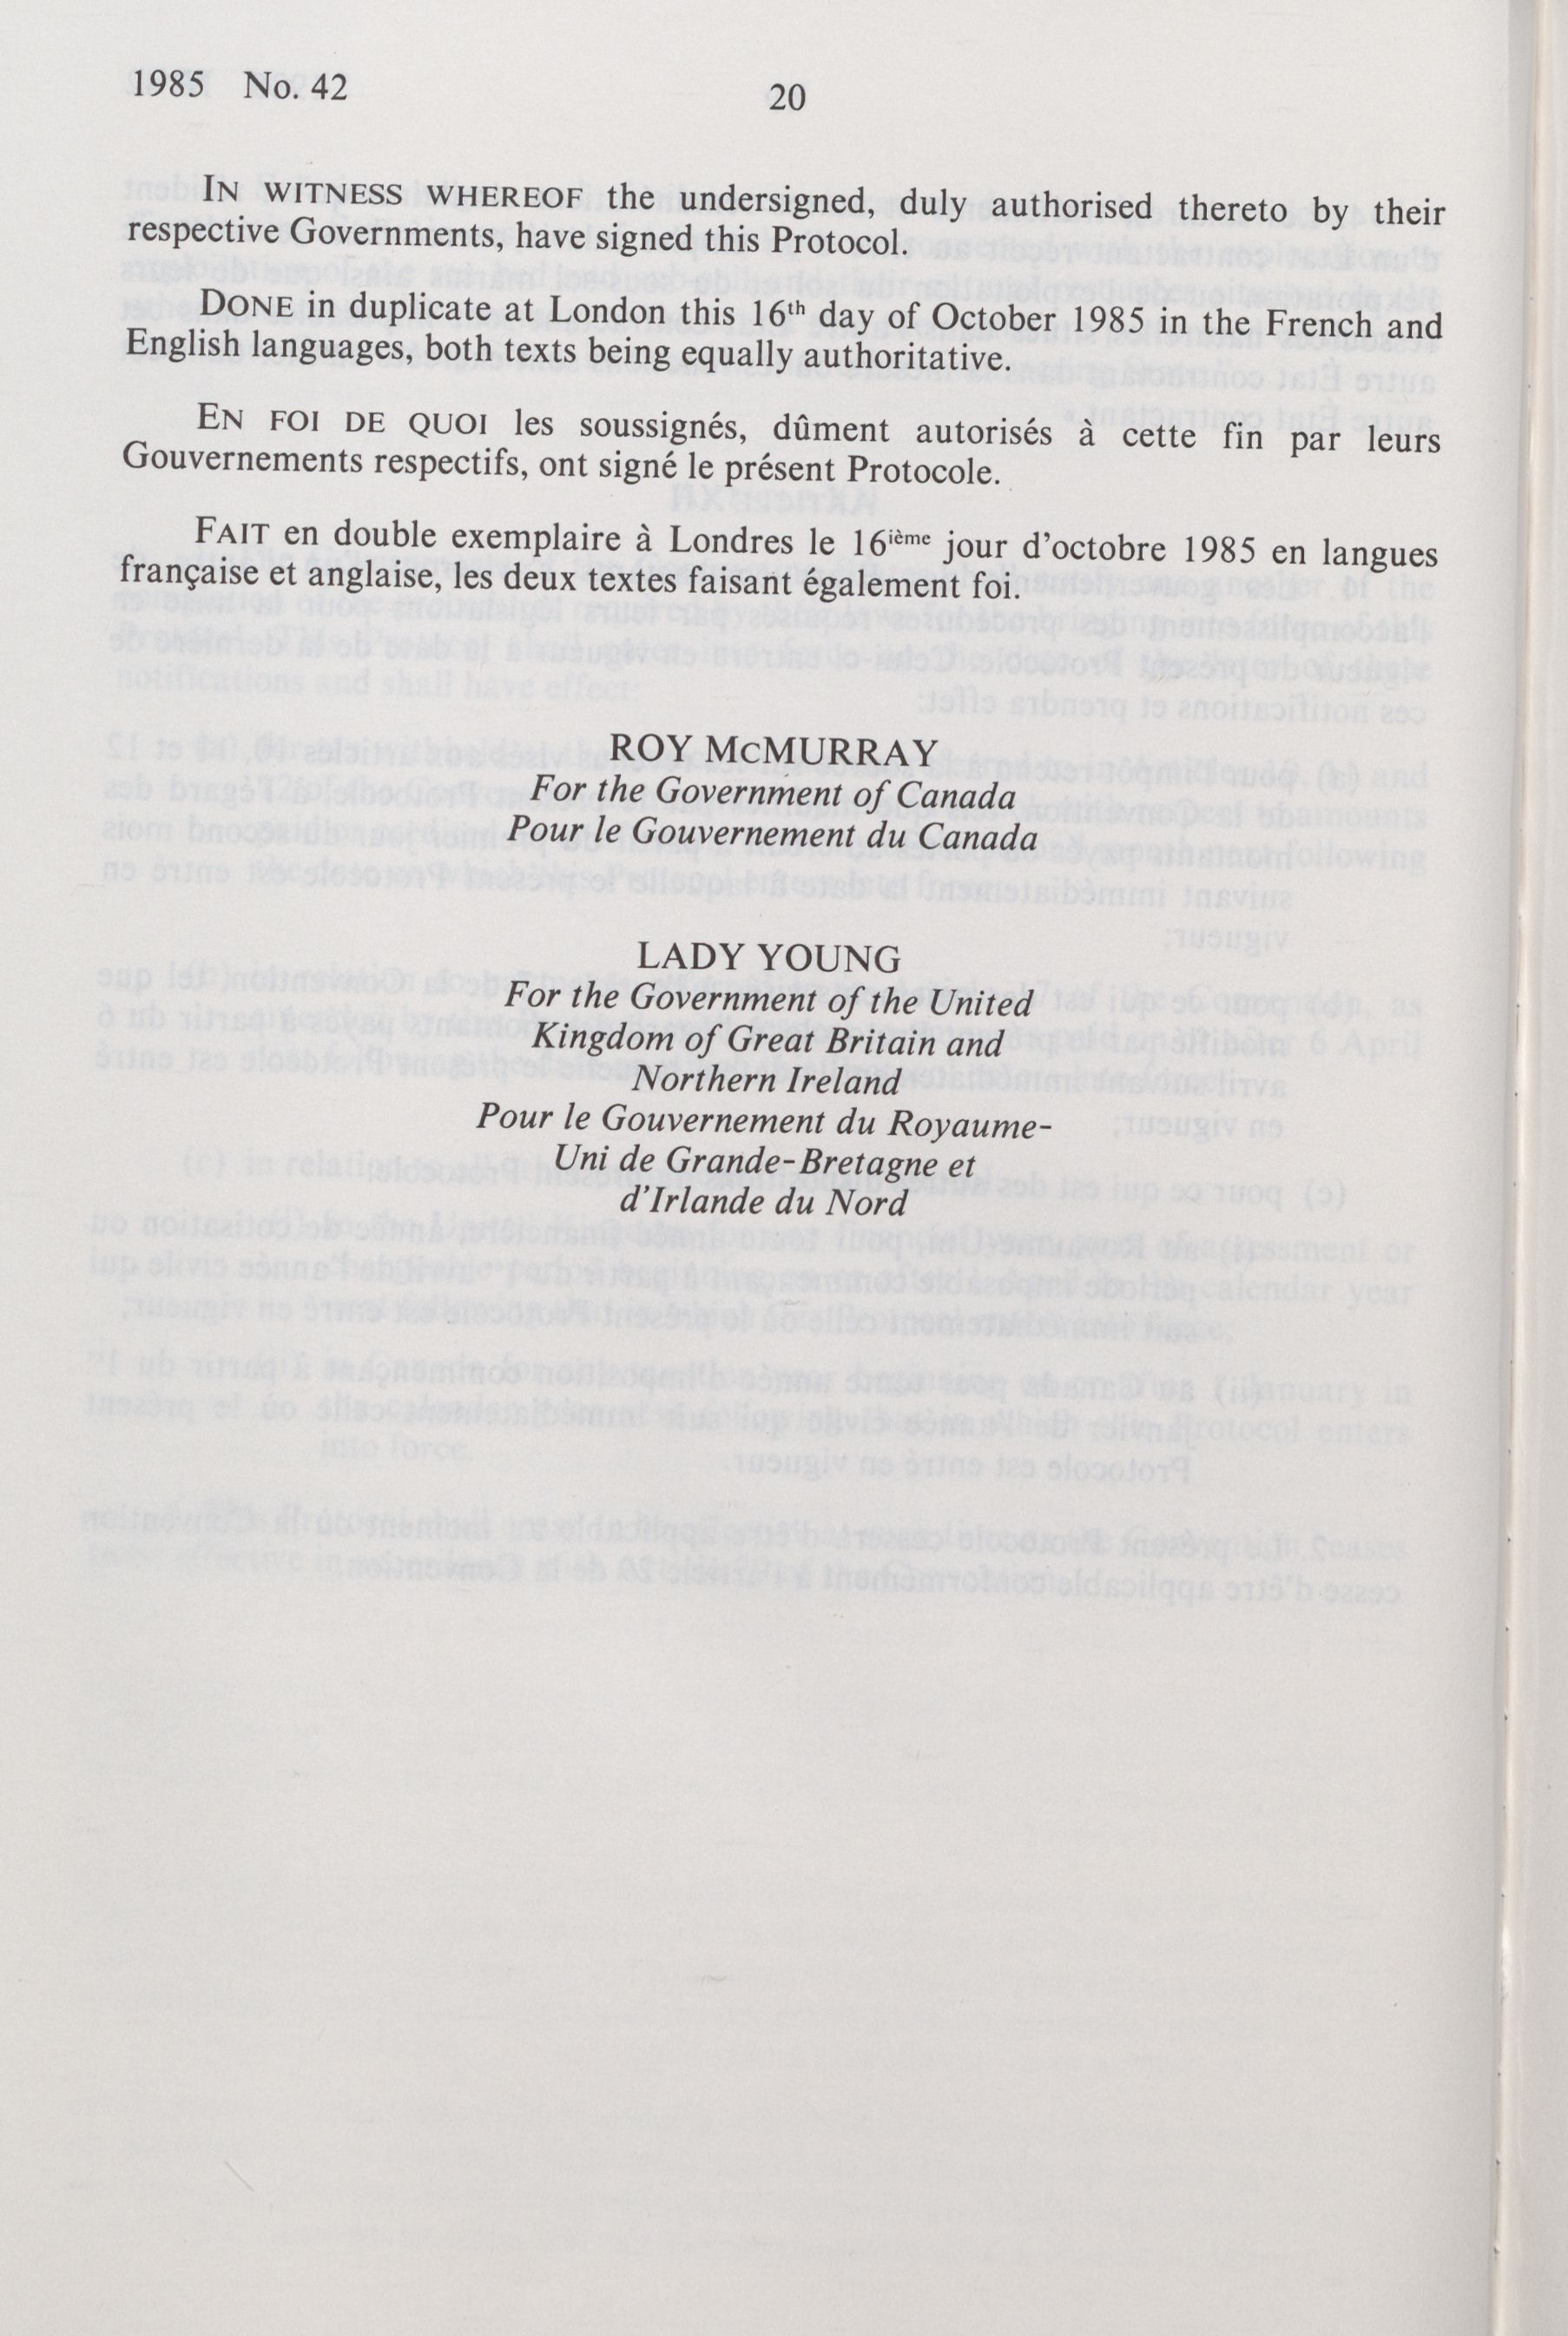 1985 No. 42
20
IN WITNESS WHEREOF the undersigned, duly authorised thereto by their
respective Governments, have signed this Protocol.
DONE in duplicate at London this 16th day of October 1985 in the French and
English languages, both texts being equally authoritative.
EN FOI DE QUOI les soussignés, dûment autorisés à cette fin par leurs
Gouvernements respectifs, ont signé le présent Protocole.
FAIT en double exemplaire à Londres le 16ième jour d'octobre 1985 en langues
française et anglaise, les deux textes faisant également foi.
ROY McMURRAY
For the Government of Canada
Pour le Gouvernement du Canada
LADY YOUNG
For the Government of the United
Kingdom of Great Britain and
Northern Ireland
Pour le Gouvernement du Royaume-
Uni de Grande-Bretagne et
d'Irlande du Nord